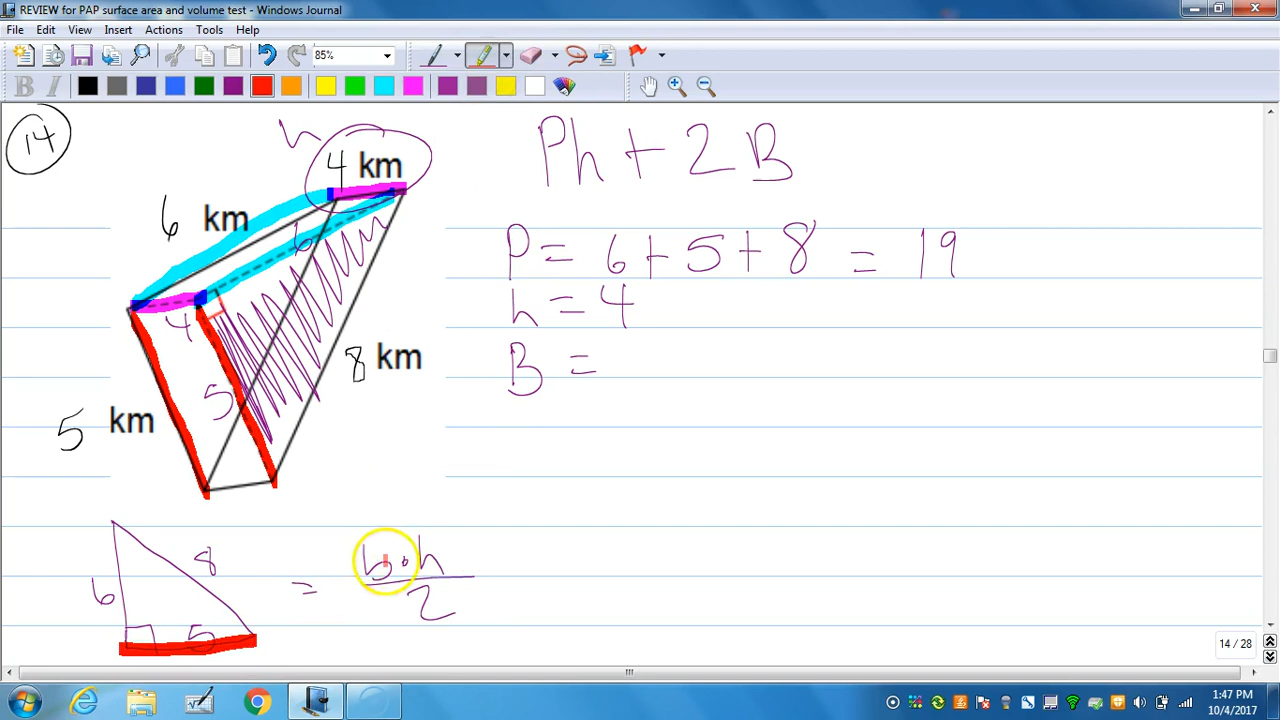 REVIEW for PAP surface area and volume test - Windows Journal
File Edit View Insert Actions Tools Help
85%
B I
14
h
4 km
6 km
6
4
5
8 km
5 km
Ph + 2B
P = 6 + 5 + 8 = 19
h = 4
B =
6 8 5 = b·h / 2
14 / 28
1:47 PM
10/4/2017